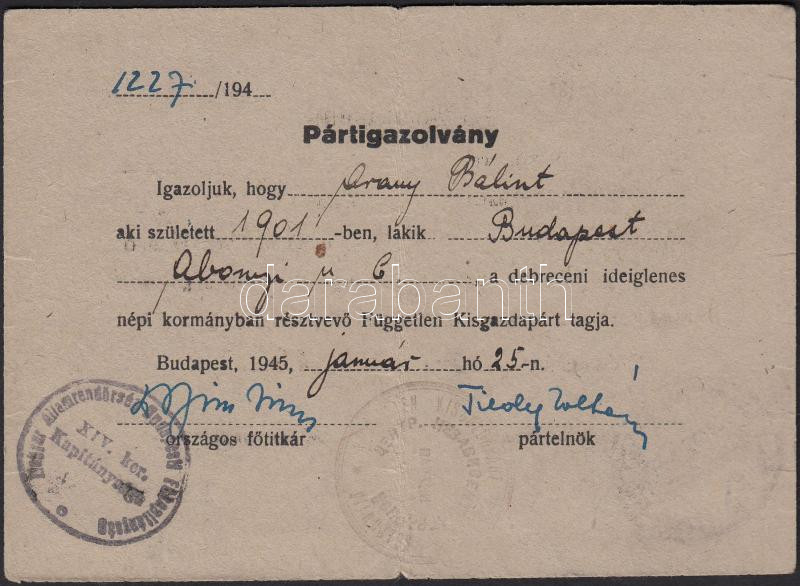 1227/194
Pártigazolvány
Igazoljuk, hogy Arany Bálint
aki született 1901-ben, lakik Budapest
Abonyi u 6. , a debreceni ideiglenes
népi kormányban résztvevő Független Kisgazdapárt tagja.
Budapest, 1945, január hó 25-n.
Tildy Zoltán
országos főtitkár pártelnök
XIV. ker.
Kapitányság
darabanth